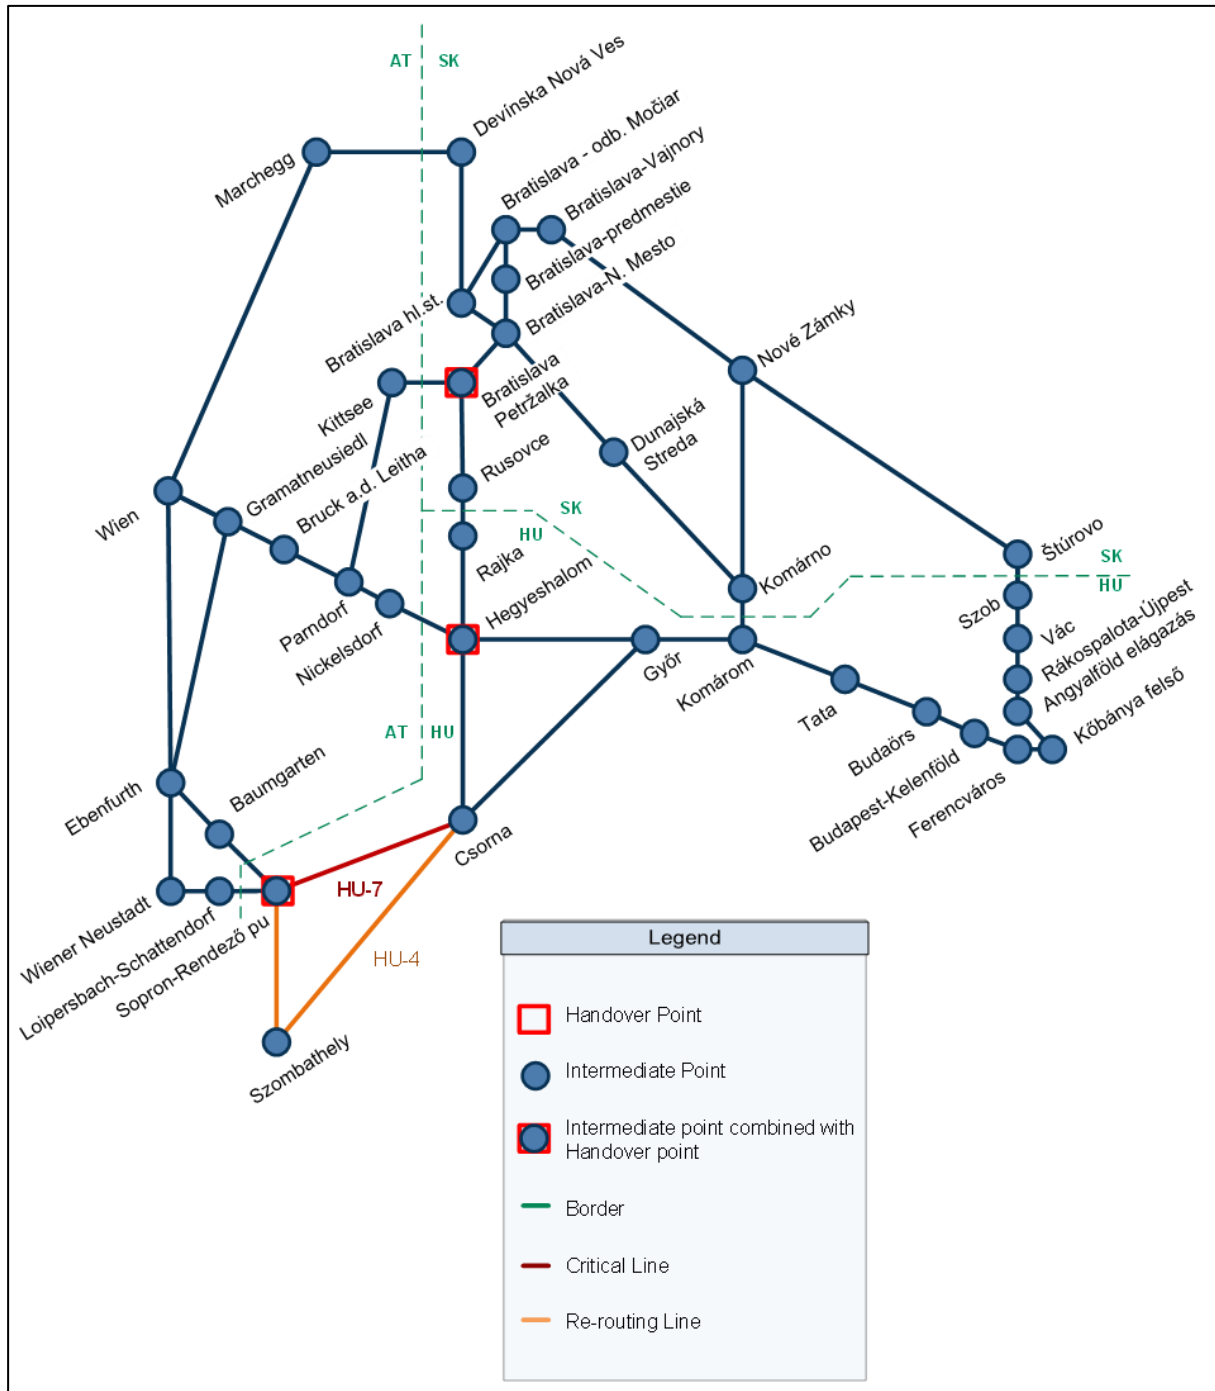 AT
SK
Devínska Nová Ves
Marchegg
Bratislava - odb. Močiar
Bratislava-Vajnory
Bratislava-predmestie
Bratislava-N. Mesto
Bratislava hl.st.
Bratislava
Petržalka
Kittsee
Nové Zámky
Dunajská
Streda
Rusovce
Gramatneusiedl
Bruck a.d. Leitha
Wien
SK
HU
Rajka
Hegyeshalom
Parndorf
Nickelsdorf
Komárno
Štúrovo
SK
HU
Szob
Vác
Rákospalota-Újpest
Angyalföld elágazás
Kőbánya felső
Győr
Komárom
Tata
Budaörs
Budapest-Kelenföld
Ferencváros
AT
HU
Ebenfurth
Baumgarten
Csorna
HU-7
Wiener Neustadt
Loipersbach-Schattendorf
Sopron-Rendező pu
HU-4
Szombathely
Legend
Handover Point
Intermediate Point
Intermediate point combined with
Handover point
Border
Critical Line
Re-routing Line